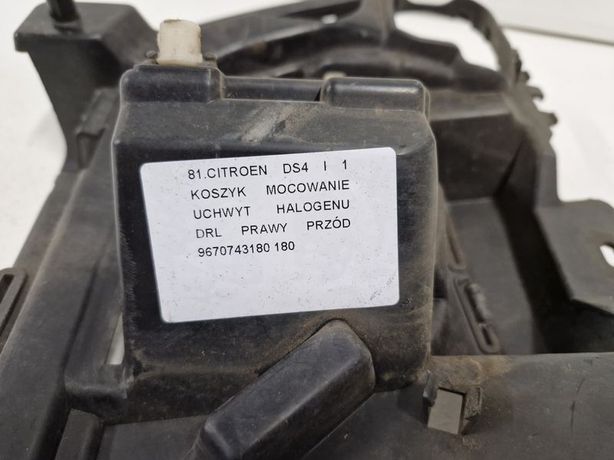 81.CITROEN DS4 I 1
KOSZYK MOCOWANIE
UCHWYT HALOGENU
DRL PRAWY PRZÓD
9670743180 180